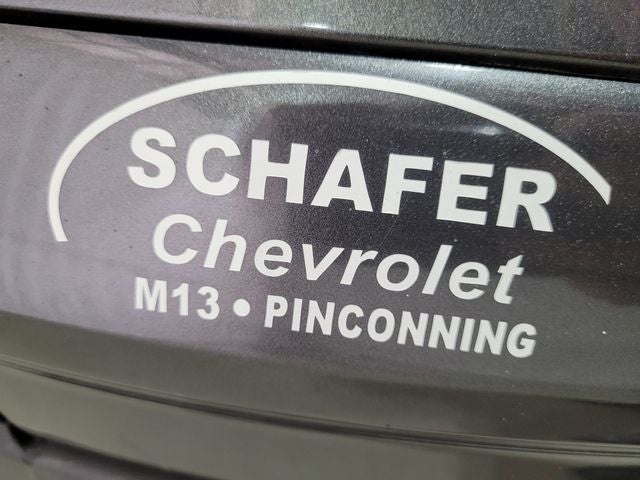 SCHAFER
Chevrolet
M13 • PINCONNING